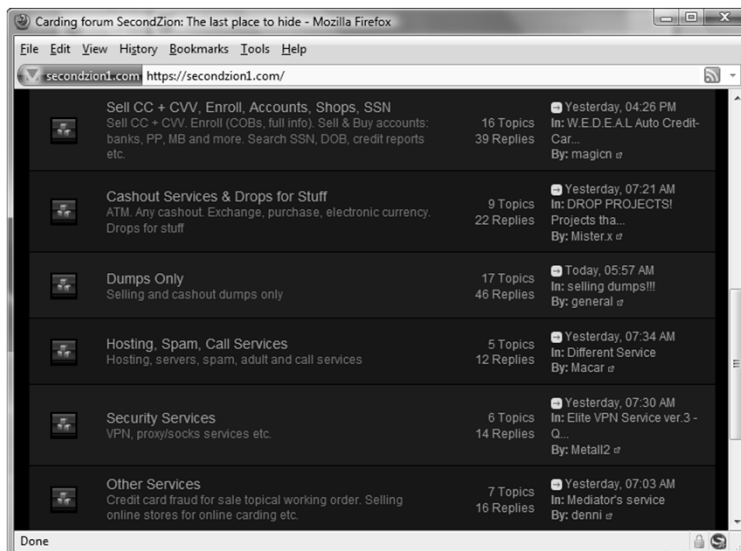 Carding forum SecondZion: The last place to hide - Mozilla Firefox
File Edit View History Bookmarks Tools Help
secondzion1.com https://secondzion1.com/
Sell CC + CVV, Enroll, Accounts, Shops, SSN
Sell CC + CVV. Enroll (COBs, full info). Sell & Buy accounts:
banks, PP, MB and more. Search SSN, DOB, credit reports
etc.
16 Topics
39 Replies
Yesterday, 04:26 PM
In: W.E.D.E.A.L Auto Credit-
Car...
By: magicn
Cashout Services & Drops for Stuff
ATM. Any cashout. Exchange, purchase, electronic currency.
Drops for stuff
9 Topics
22 Replies
Yesterday, 07:21 AM
In: DROP PROJECTS!
Projects tha...
By: Mister.x
Dumps Only
Selling and cashout dumps only
17 Topics
46 Replies
Today, 05:57 AM
In: selling dumps!!!
By: general
Hosting, Spam, Call Services
Hosting, servers, spam, adult and call services
5 Topics
12 Replies
Yesterday, 07:34 AM
In: Different Service
By: Macar
Security Services
VPN, proxy/socks services etc.
6 Topics
14 Replies
Yesterday, 07:30 AM
In: Elite VPN Service ver.3 -
Q...
By: Metall2
Other Services
Credit card fraud for sale topical working order. Selling
online stores for online carding etc.
7 Topics
16 Replies
Yesterday, 07:03 AM
In: Mediator's service
By: denni
Done